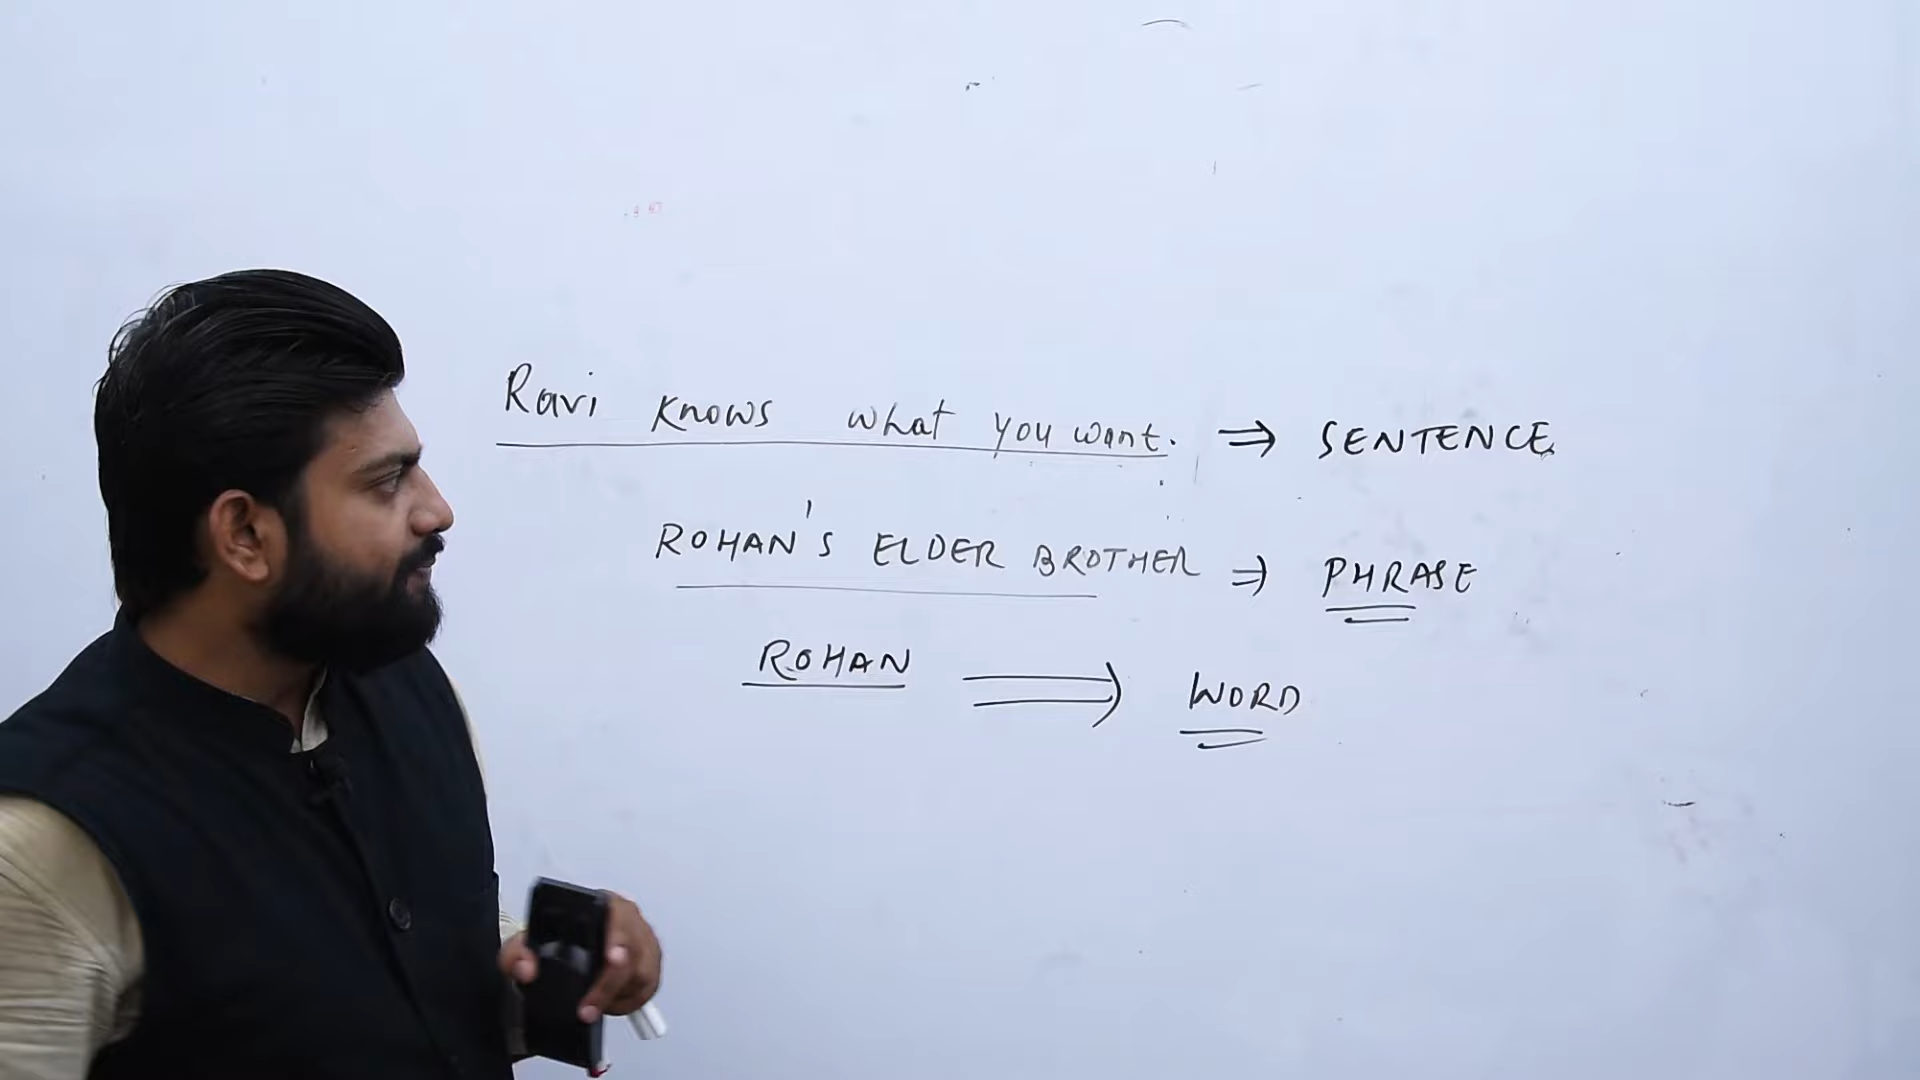 Ravi knows what you want. ⇒ SENTENCE
ROHAN'S ELDER BROTHER ⇒ PHRASE
ROHAN ⇒ WORD